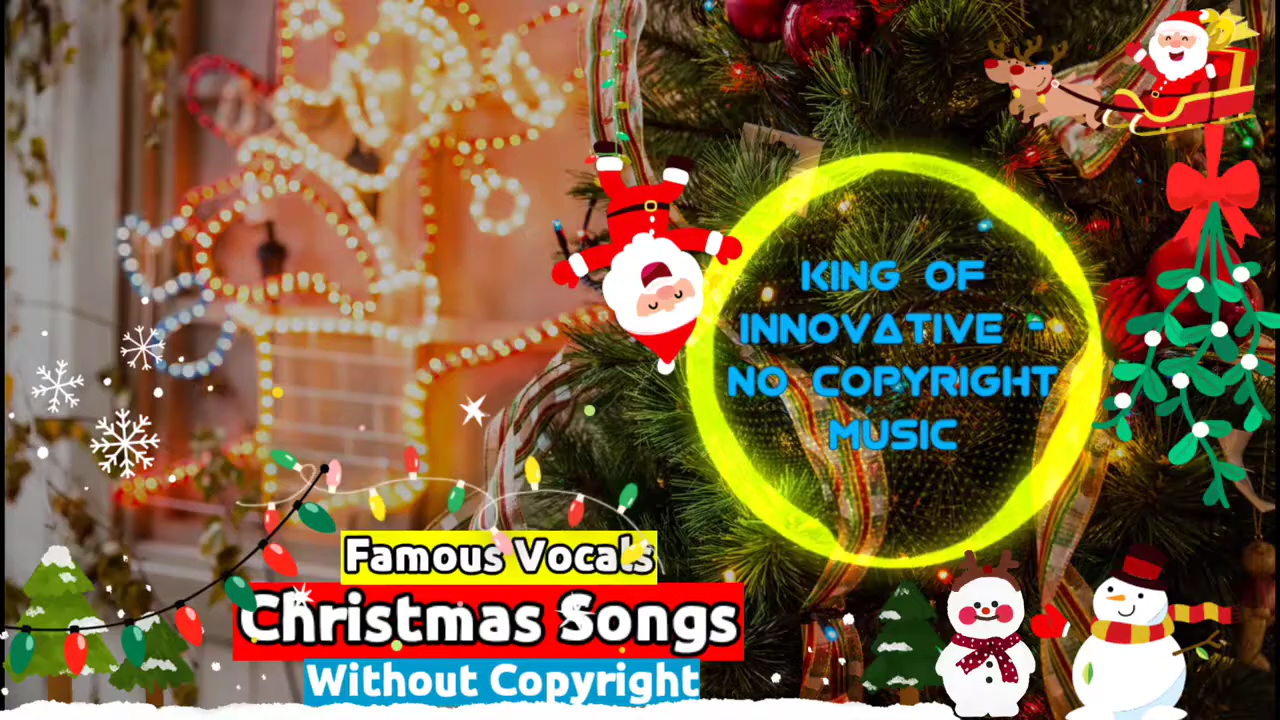 KING OF
INNOVATIVE -
NO COPYRIGHT
MUSIC
Famous Vocals
Christmas Songs
Without Copyright